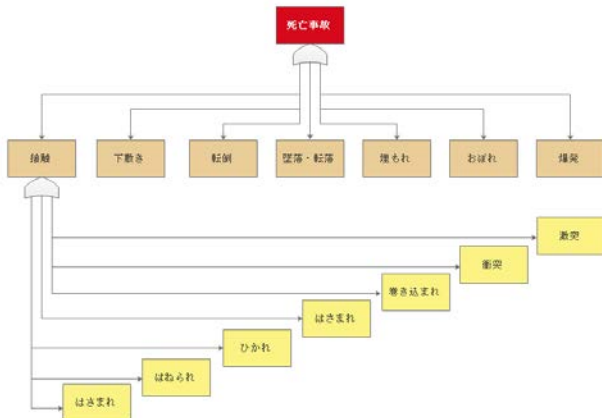 死亡事故
接触
下敷き
転倒
墜落・転落
埋もれ
おぼれ
爆発
激突
衝突
巻き込まれ
はさまれ
ひかれ
はねられ
はさまれ